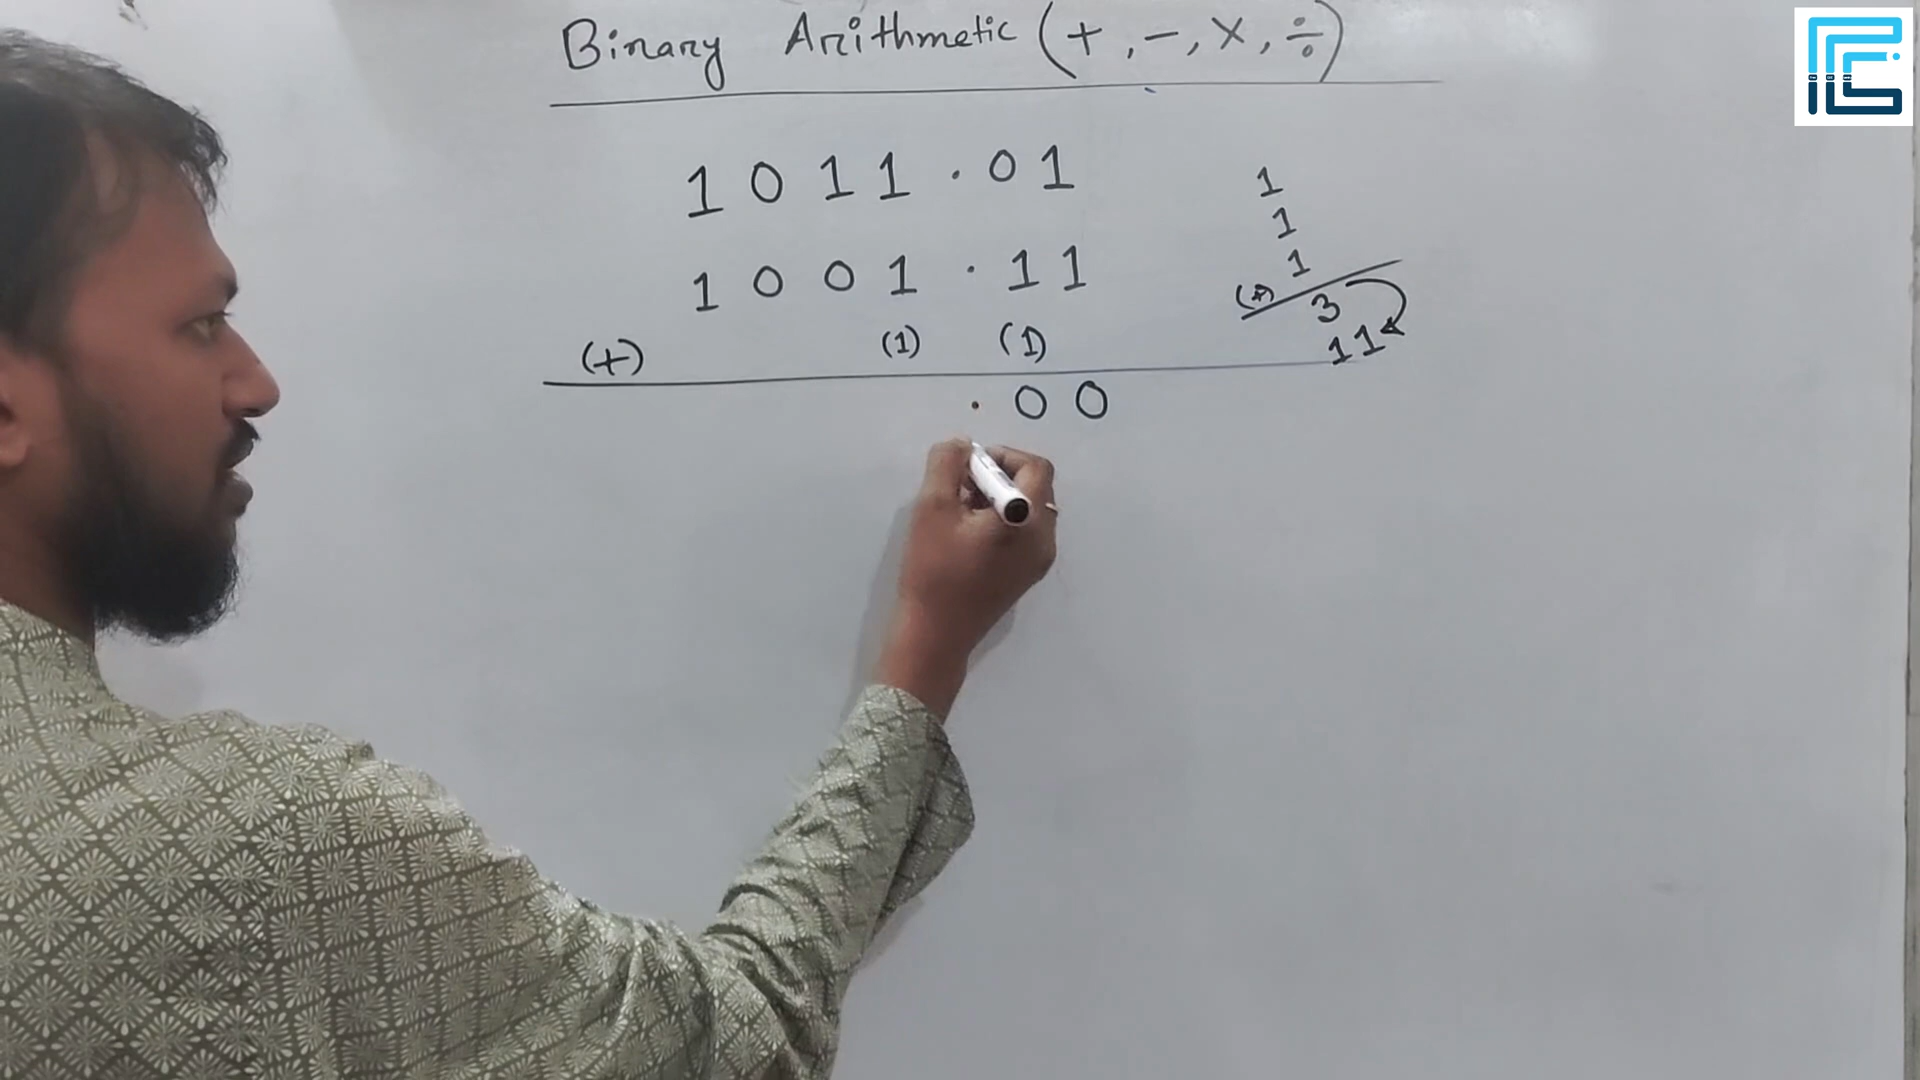 Binary Arithmetic (+, -, ×, ÷)
1 0 1 1 . 0 1
1 0 0 1 . 1 1
(+) (1) (1)
. 0 0
1
1
1
(+)
3
11